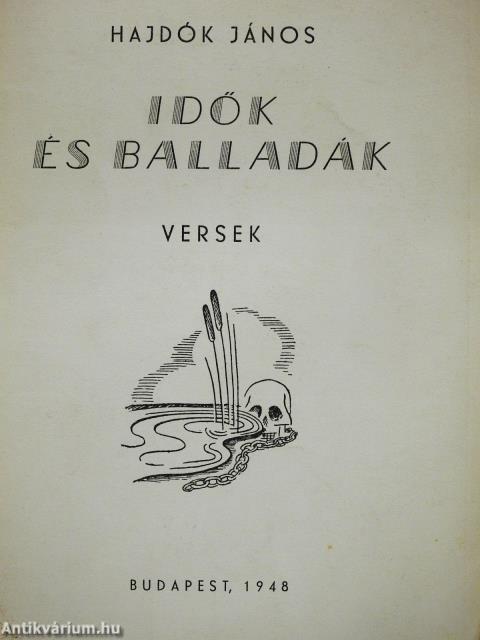 HAJDÓK JÁNOS
IDŐK
ÉS BALLADÁK
VERSEK
BUDAPEST, 1948
Antikvárium.hu